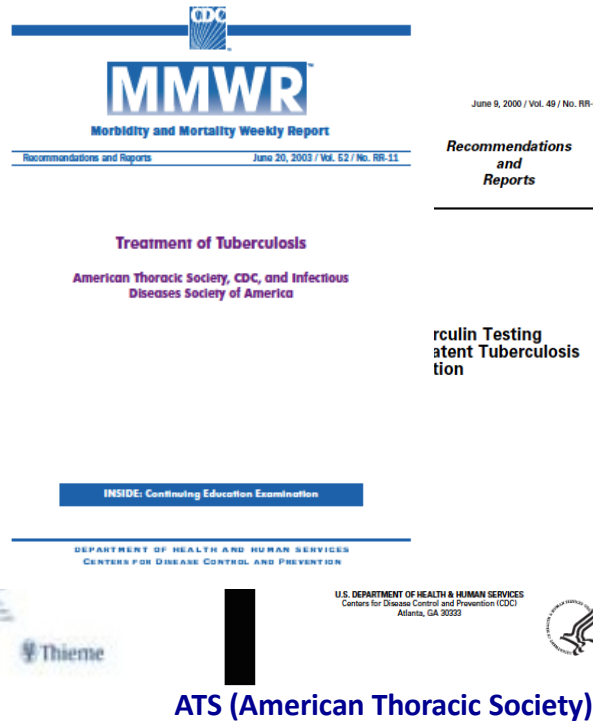 CDC
MMWR™
Morbidity and Mortality Weekly Report
Recommendations and Reports June 20, 2003 / Vol. 52 / No. RR-11
Treatment of Tuberculosis
American Thoracic Society, CDC, and Infectious
Diseases Society of America
INSIDE: Continuing Education Examination
DEPARTMENT OF HEALTH AND HUMAN SERVICES
CENTERS FOR DISEASE CONTROL AND PREVENTION
June 9, 2000 / Vol. 49 / No. RR-
Recommendations
and
Reports
rculin Testing
atent Tuberculosis
tion
U.S. DEPARTMENT OF HEALTH & HUMAN SERVICES
Centers for Disease Control and Prevention (CDC)
Atlanta, GA 30333
Thieme
ATS (American Thoracic Society)